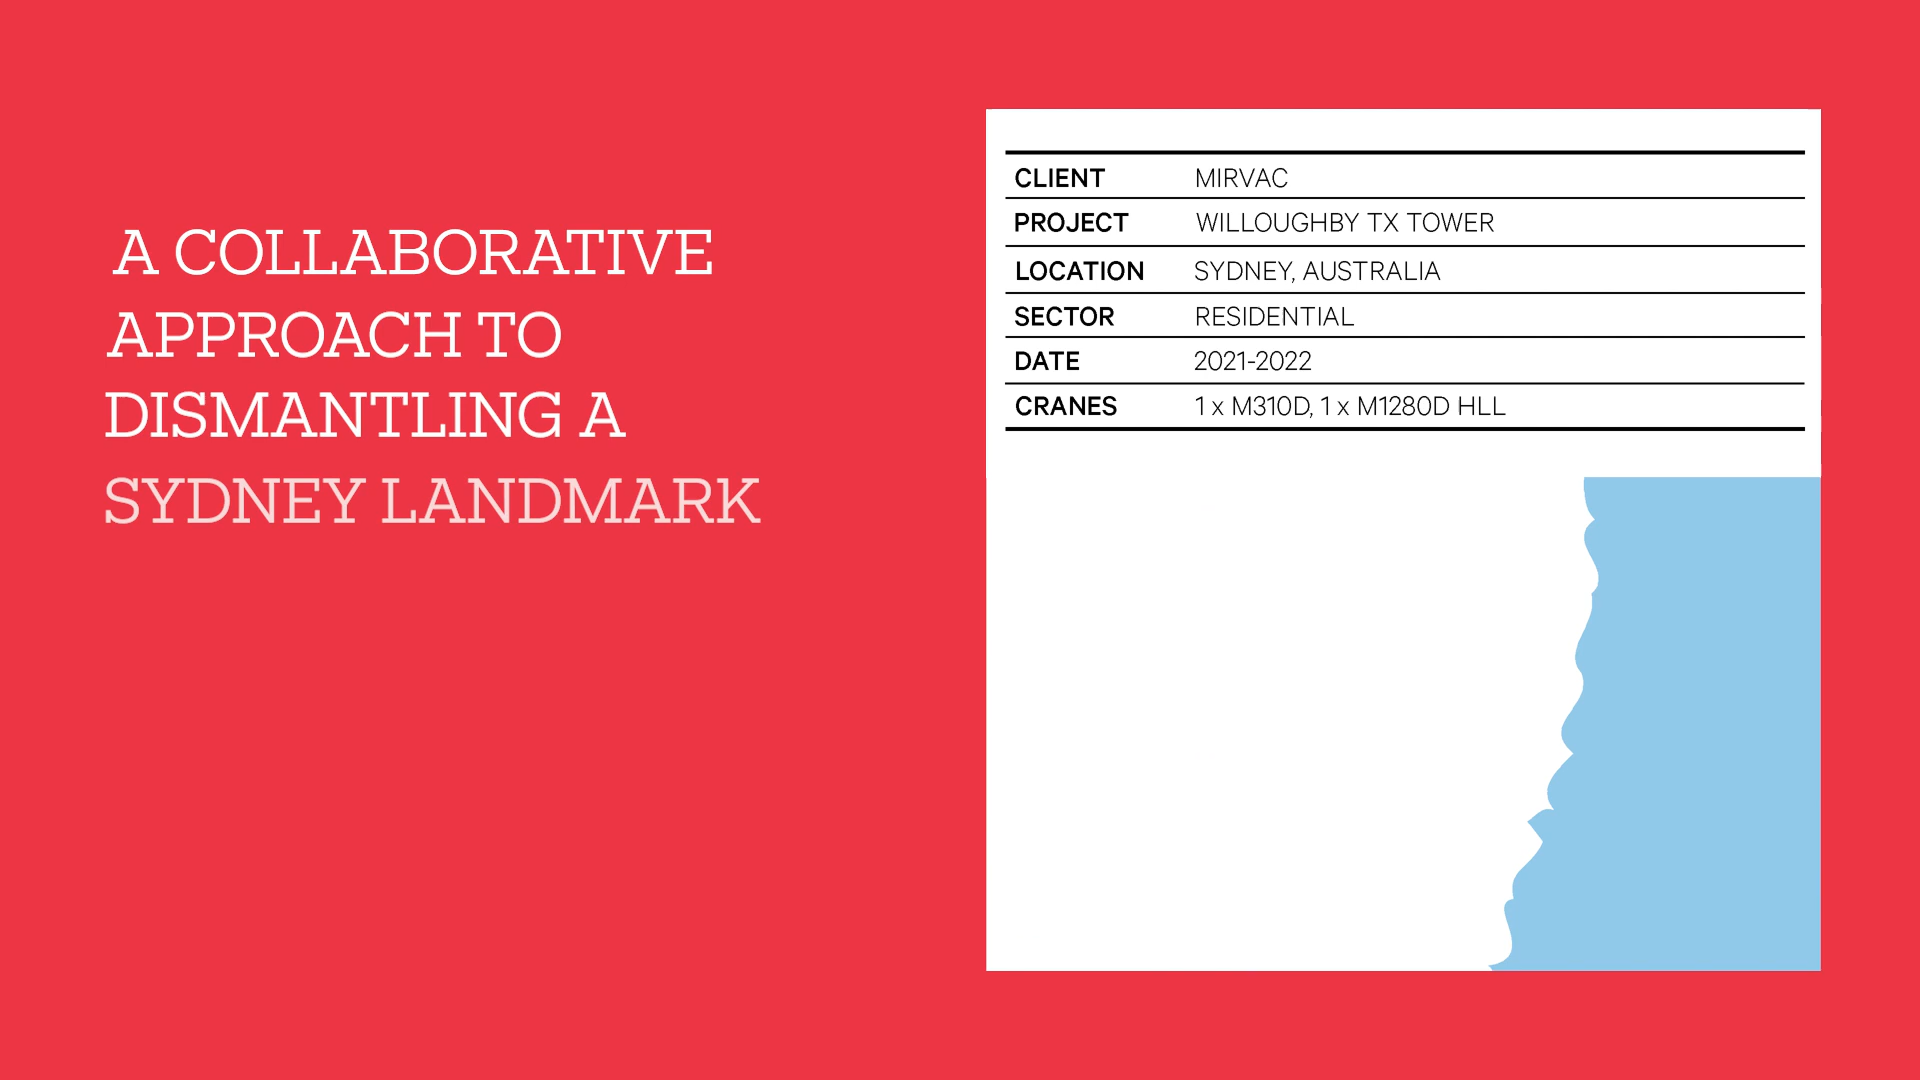 A COLLABORATIVE
APPROACH TO
DISMANTLING A
SYDNEY LANDMARK
CLIENT MIRVAC
PROJECT WILLOUGHBY TX TOWER
LOCATION SYDNEY, AUSTRALIA
SECTOR RESIDENTIAL
DATE 2021-2022
CRANES 1 x M310D, 1 x M1280D HLL